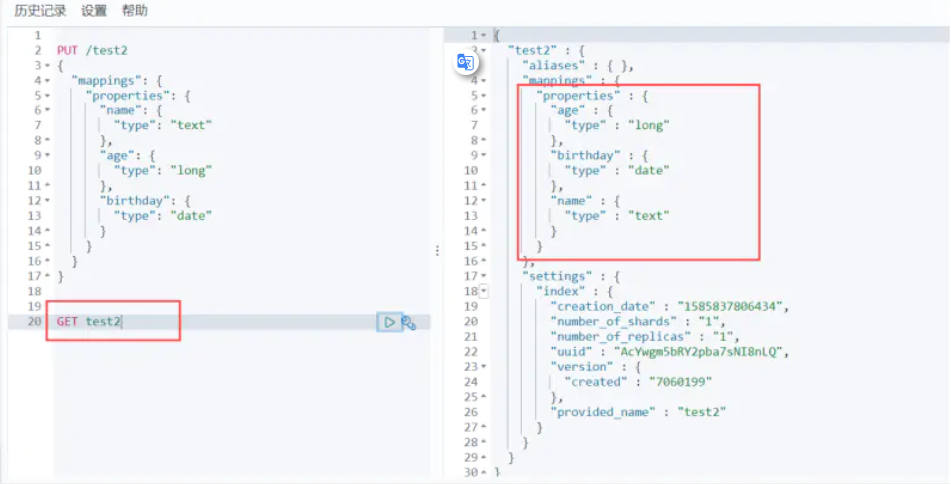 历史记录 设置 帮助
1
2 PUT /test2
3 {
4 "mappings": {
5 "properties": {
6 "name": {
7 "type": "text"
8 },
9 "age": {
10 "type": "long"
11 },
12 "birthday": {
13 "type": "date"
14 }
15 }
16 }
17 }
18
19
20 GET test2
1 {
2 "test2" : {
3 "aliases" : { },
4 "mappings" : {
5 "properties" : {
6 "age" : {
7 "type" : "long"
8 },
9 "birthday" : {
10 "type" : "date"
11 },
12 "name" : {
13 "type" : "text"
14 }
15 }
16 },
17 "settings" : {
18 "index" : {
19 "creation_date" : "1585837806434",
20 "number_of_shards" : "1",
21 "number_of_replicas" : "1",
22 "uuid" : "AcYwgm5bRY2pba7sNI8nLQ",
23 "version" : {
24 "created" : "7060199"
25 },
26 "provided_name" : "test2"
27 }
28 }
29 }
30 }